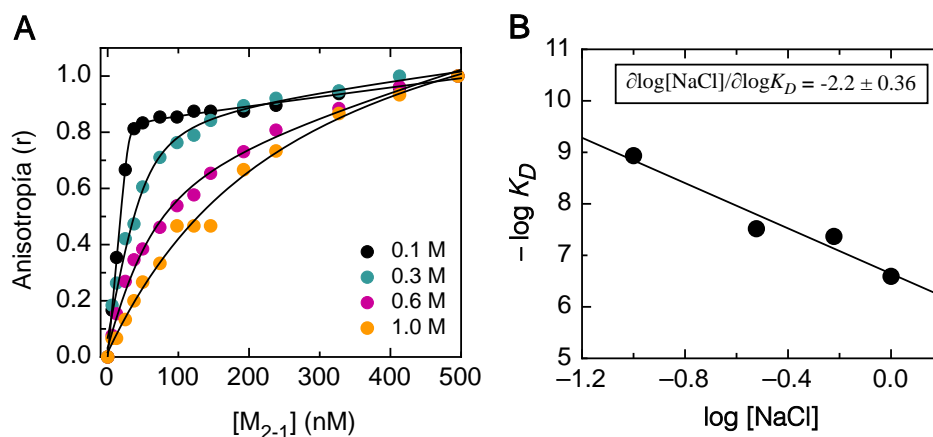 A
Anisotropía (r)
1.0
0.8
0.6
0.4
0.2
0.0
0.1 M
0.3 M
0.6 M
1.0 M
0 100 200 300 400 500
[M2-1] (nM)
B
− log KD
11
10
9
8
7
6
5
∂log[NaCl]/∂logKD = -2.2 ± 0.36
−1.2 −0.8 −0.4 0.0
log [NaCl]